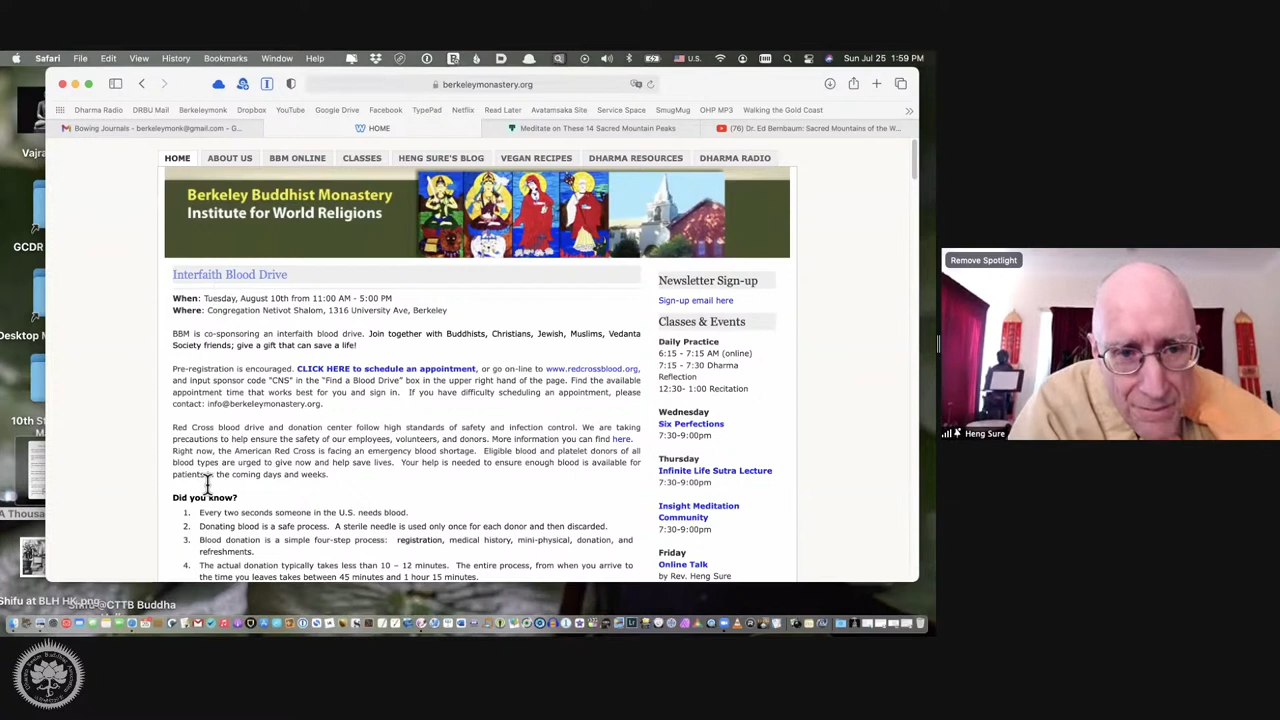 Safari File Edit View History Bookmarks Window Help U.S. Sun Jul 25 1:59 PM
berkeleymonastery.org
Dharma Radio DRBU Mail Berkeleymonk Dropbox YouTube Google Drive Facebook TypePad Netflix Read Later Avatamsaka Site Service Space SmugMug OHP MP3 Walking the Gold Coast
Bowing Journals - berkeleymonk@gmail.com - G... HOME Meditate on These 14 Sacred Mountain Peaks (76) Dr. Ed Bernbaum: Sacred Mountains of the W...
HOME ABOUT US BBM ONLINE CLASSES HENG SURE'S BLOG VEGAN RECIPES DHARMA RESOURCES DHARMA RADIO
Berkeley Buddhist Monastery
Institute for World Religions
Interfaith Blood Drive
When: Tuesday, August 10th from 11:00 AM - 5:00 PM
Where: Congregation Netivot Shalom, 1316 University Ave, Berkeley
BBM is co-sponsoring an interfaith blood drive. Join together with Buddhists, Christians, Jewish, Muslims, Vedanta
Society friends; give a gift that can save a life!
Pre-registration is encouraged. CLICK HERE to schedule an appointment, or go on-line to www.redcrossblood.org,
and input sponsor code "CNS" in the "Find a Blood Drive" box in the upper right hand of the page. Find the available
appointment time that works best for you and sign in. If you have difficulty scheduling an appointment, please
contact: info@berkeleymonastery.org.
Red Cross blood drive and donation center follow high standards of safety and infection control. We are taking
precautions to help ensure the safety of our employees, volunteers, and donors. More information you can find here.
Right now, the American Red Cross is facing an emergency blood shortage. Eligible blood and platelet donors of all
blood types are urged to give now and help save lives. Your help is needed to ensure enough blood is available for
patients the coming days and weeks.
Did you know?
1. Every two seconds someone in the U.S. needs blood.
2. Donating blood is a safe process. A sterile needle is used only once for each donor and then discarded.
3. Blood donation is a simple four-step process: registration, medical history, mini-physical, donation, and
refreshments.
4. The actual donation typically takes less than 10 – 12 minutes. The entire process, from when you arrive to
the time you leaves takes between 45 minutes and 1 hour 15 minutes.
Newsletter Sign-up
Sign-up email here
Classes & Events
Daily Practice
6:15 - 7:15 AM (online)
7:15 - 7:30 Dharma
Reflection
12:30- 1:00 Recitation
Wednesday
Six Perfections
7:30-9:00pm
Thursday
Infinite Life Sutra Lecture
7:30-9:00pm
Insight Meditation
Community
7:30-9:00pm
Friday
Online Talk
by Rev. Heng Sure
Vajra
GCDR
Desktop
10th
A Thousa
Shifu at BLH HK.png
Shifu@CTTB Buddha
Remove Spotlight
Heng Sure